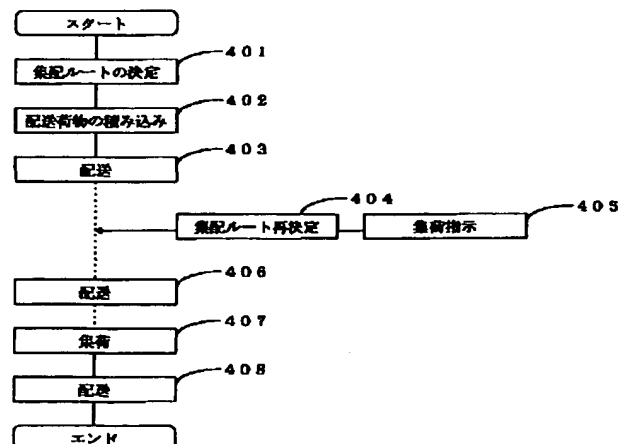 スタート
401
集配ルートの決定
402
配送荷物の積み込み
403
配送
404
集配ルート再決定
405
集荷指示
406
配送
407
集荷
408
配送
エンド